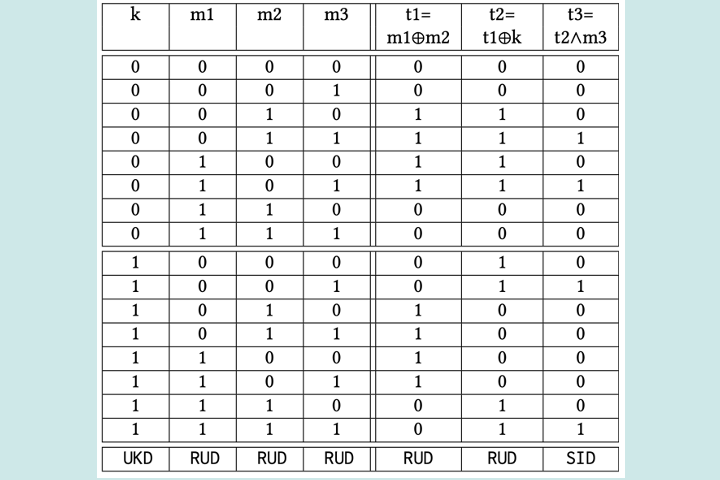 k m1 m2 m3 t1= t2= t3=
m1⊕m2 t1⊕k t2∧m3
0 0 0 0 0 0 0
0 0 0 1 0 0 0
0 0 1 0 1 1 0
0 0 1 1 1 1 1
0 1 0 0 1 1 0
0 1 0 1 1 1 1
0 1 1 0 0 0 0
0 1 1 1 0 0 0
1 0 0 0 0 1 0
1 0 0 1 0 1 1
1 0 1 0 1 0 0
1 0 1 1 1 0 0
1 1 0 0 1 0 0
1 1 0 1 1 0 0
1 1 1 0 0 1 0
1 1 1 1 0 1 1
UKD RUD RUD RUD RUD RUD SID